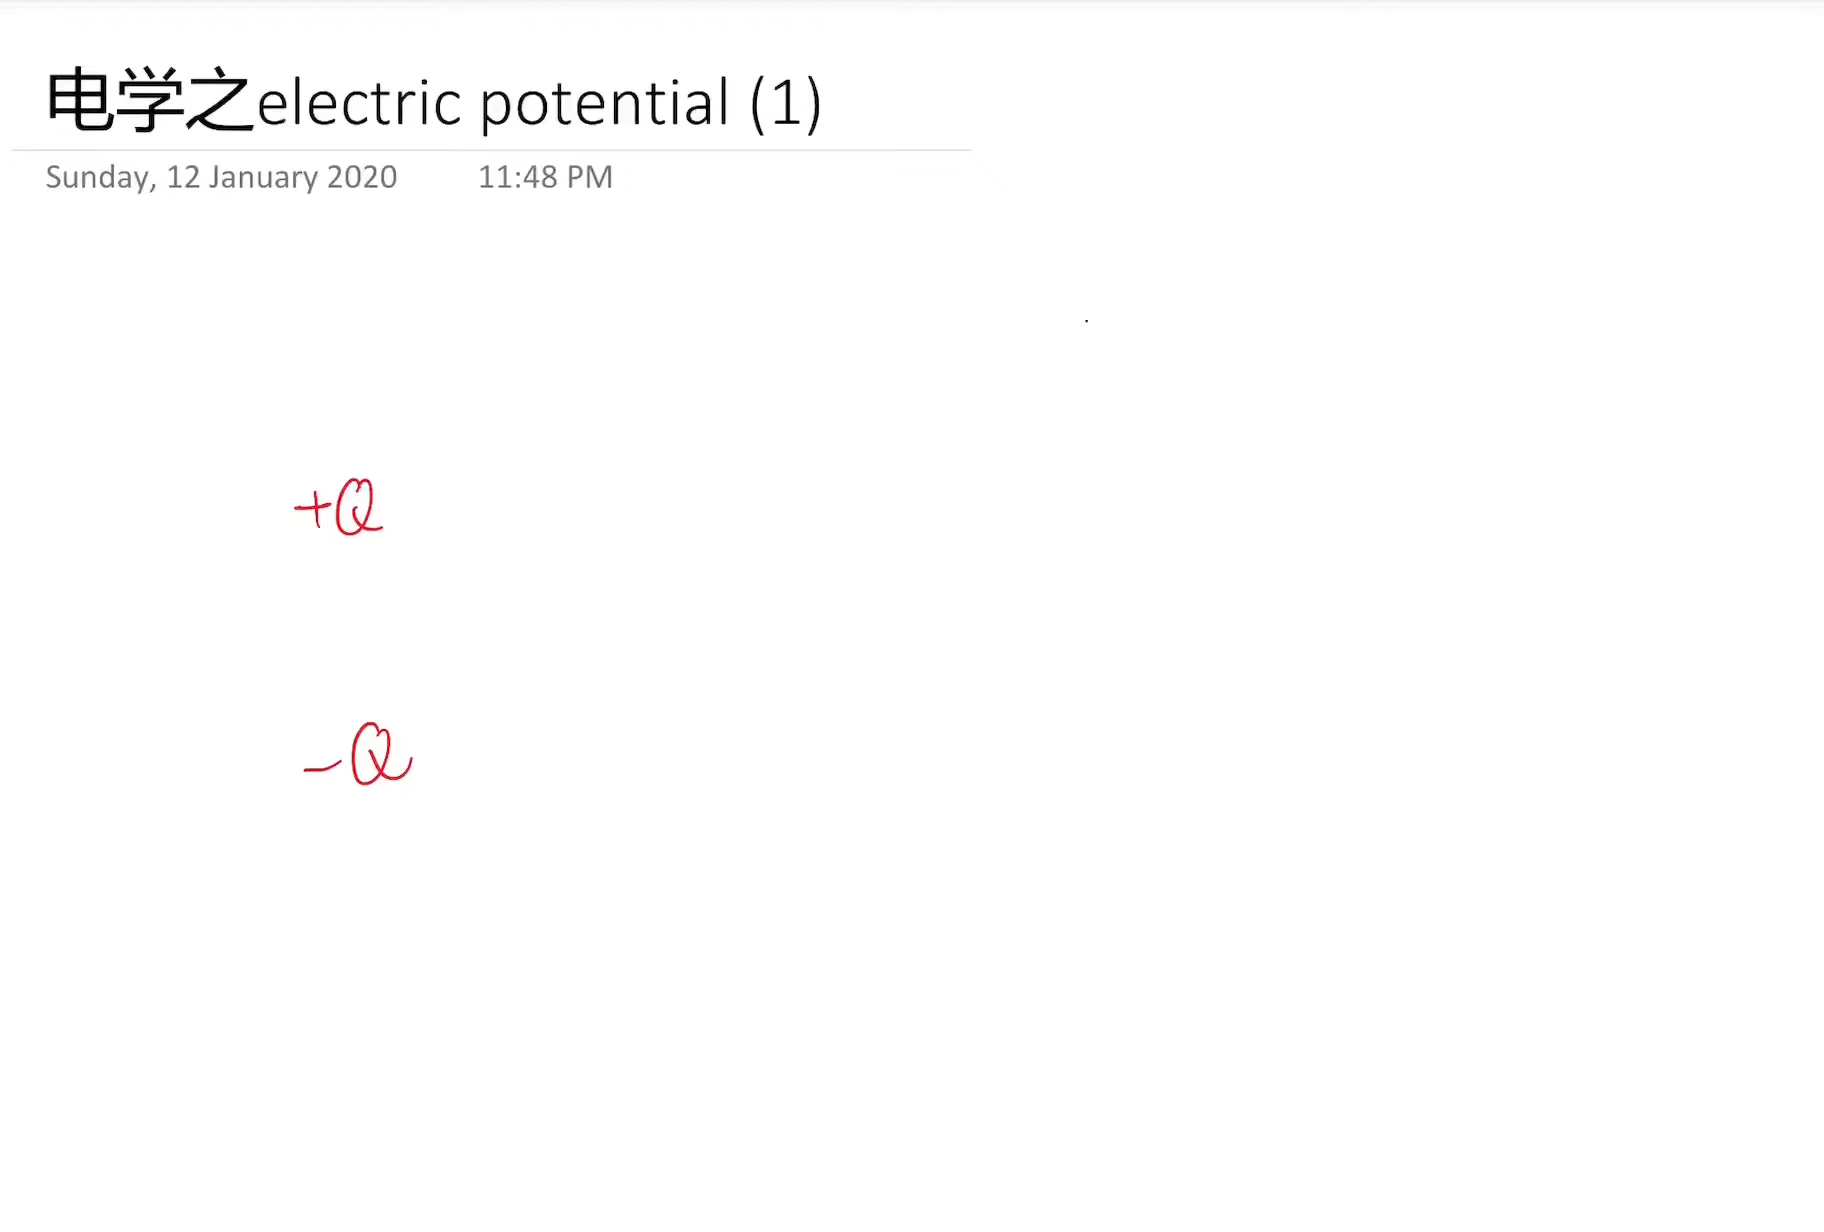 电学之electric potential (1)
Sunday, 12 January 2020 11:48 PM
+Q
-Q